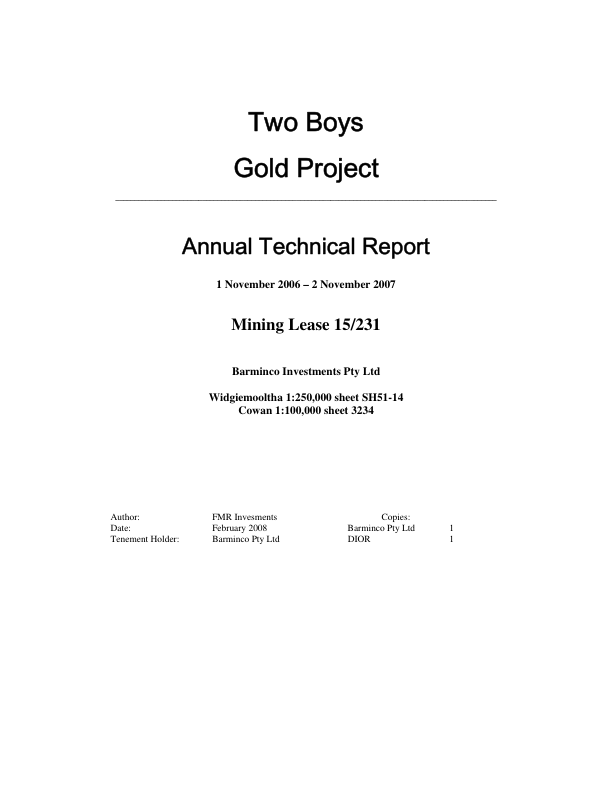 Two Boys
Gold Project
Annual Technical Report
1 November 2006 – 2 November 2007
Mining Lease 15/231
Barminco Investments Pty Ltd
Widgiemooltha 1:250,000 sheet SH51-14
Cowan 1:100,000 sheet 3234
Author: FMR Invesments Copies:
Date: February 2008 Barminco Pty Ltd 1
Tenement Holder: Barminco Pty Ltd DIOR 1